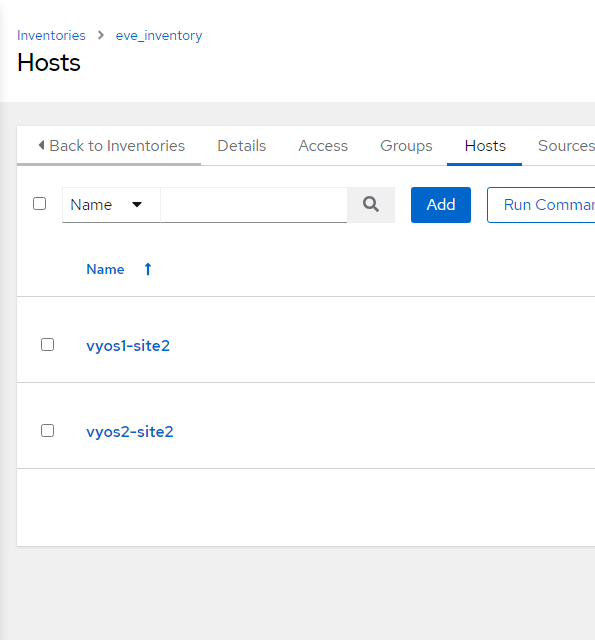 Inventories > eve_inventory
Hosts
Back to Inventories Details Access Groups Hosts Sources
Name Add Run Comman
Name
vyos1-site2
vyos2-site2